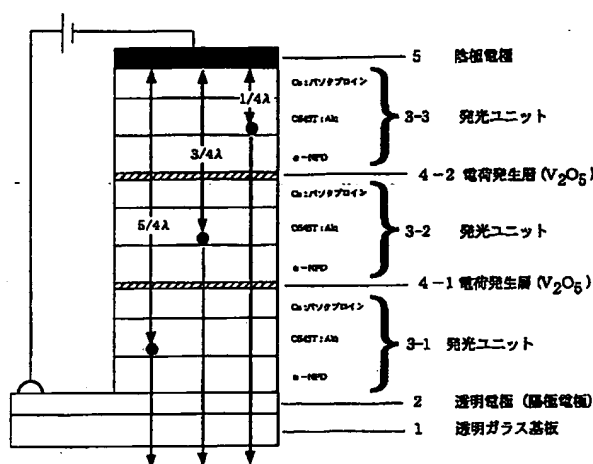 5 陰極電極
1/4λ
Cs:バソクプロイン
C545T:Alq
3-3 発光ユニット
3/4λ
α-NPD
4-2 電荷発生層(V₂O₅)
Cs:バソクプロイン
C545T:Alq
3-2 発光ユニット
5/4λ
α-NPD
4-1 電荷発生層(V₂O₅)
Cs:バソクプロイン
C545T:Alq
3-1 発光ユニット
α-NPD
2 透明電極(陽極電極)
1 透明ガラス基板